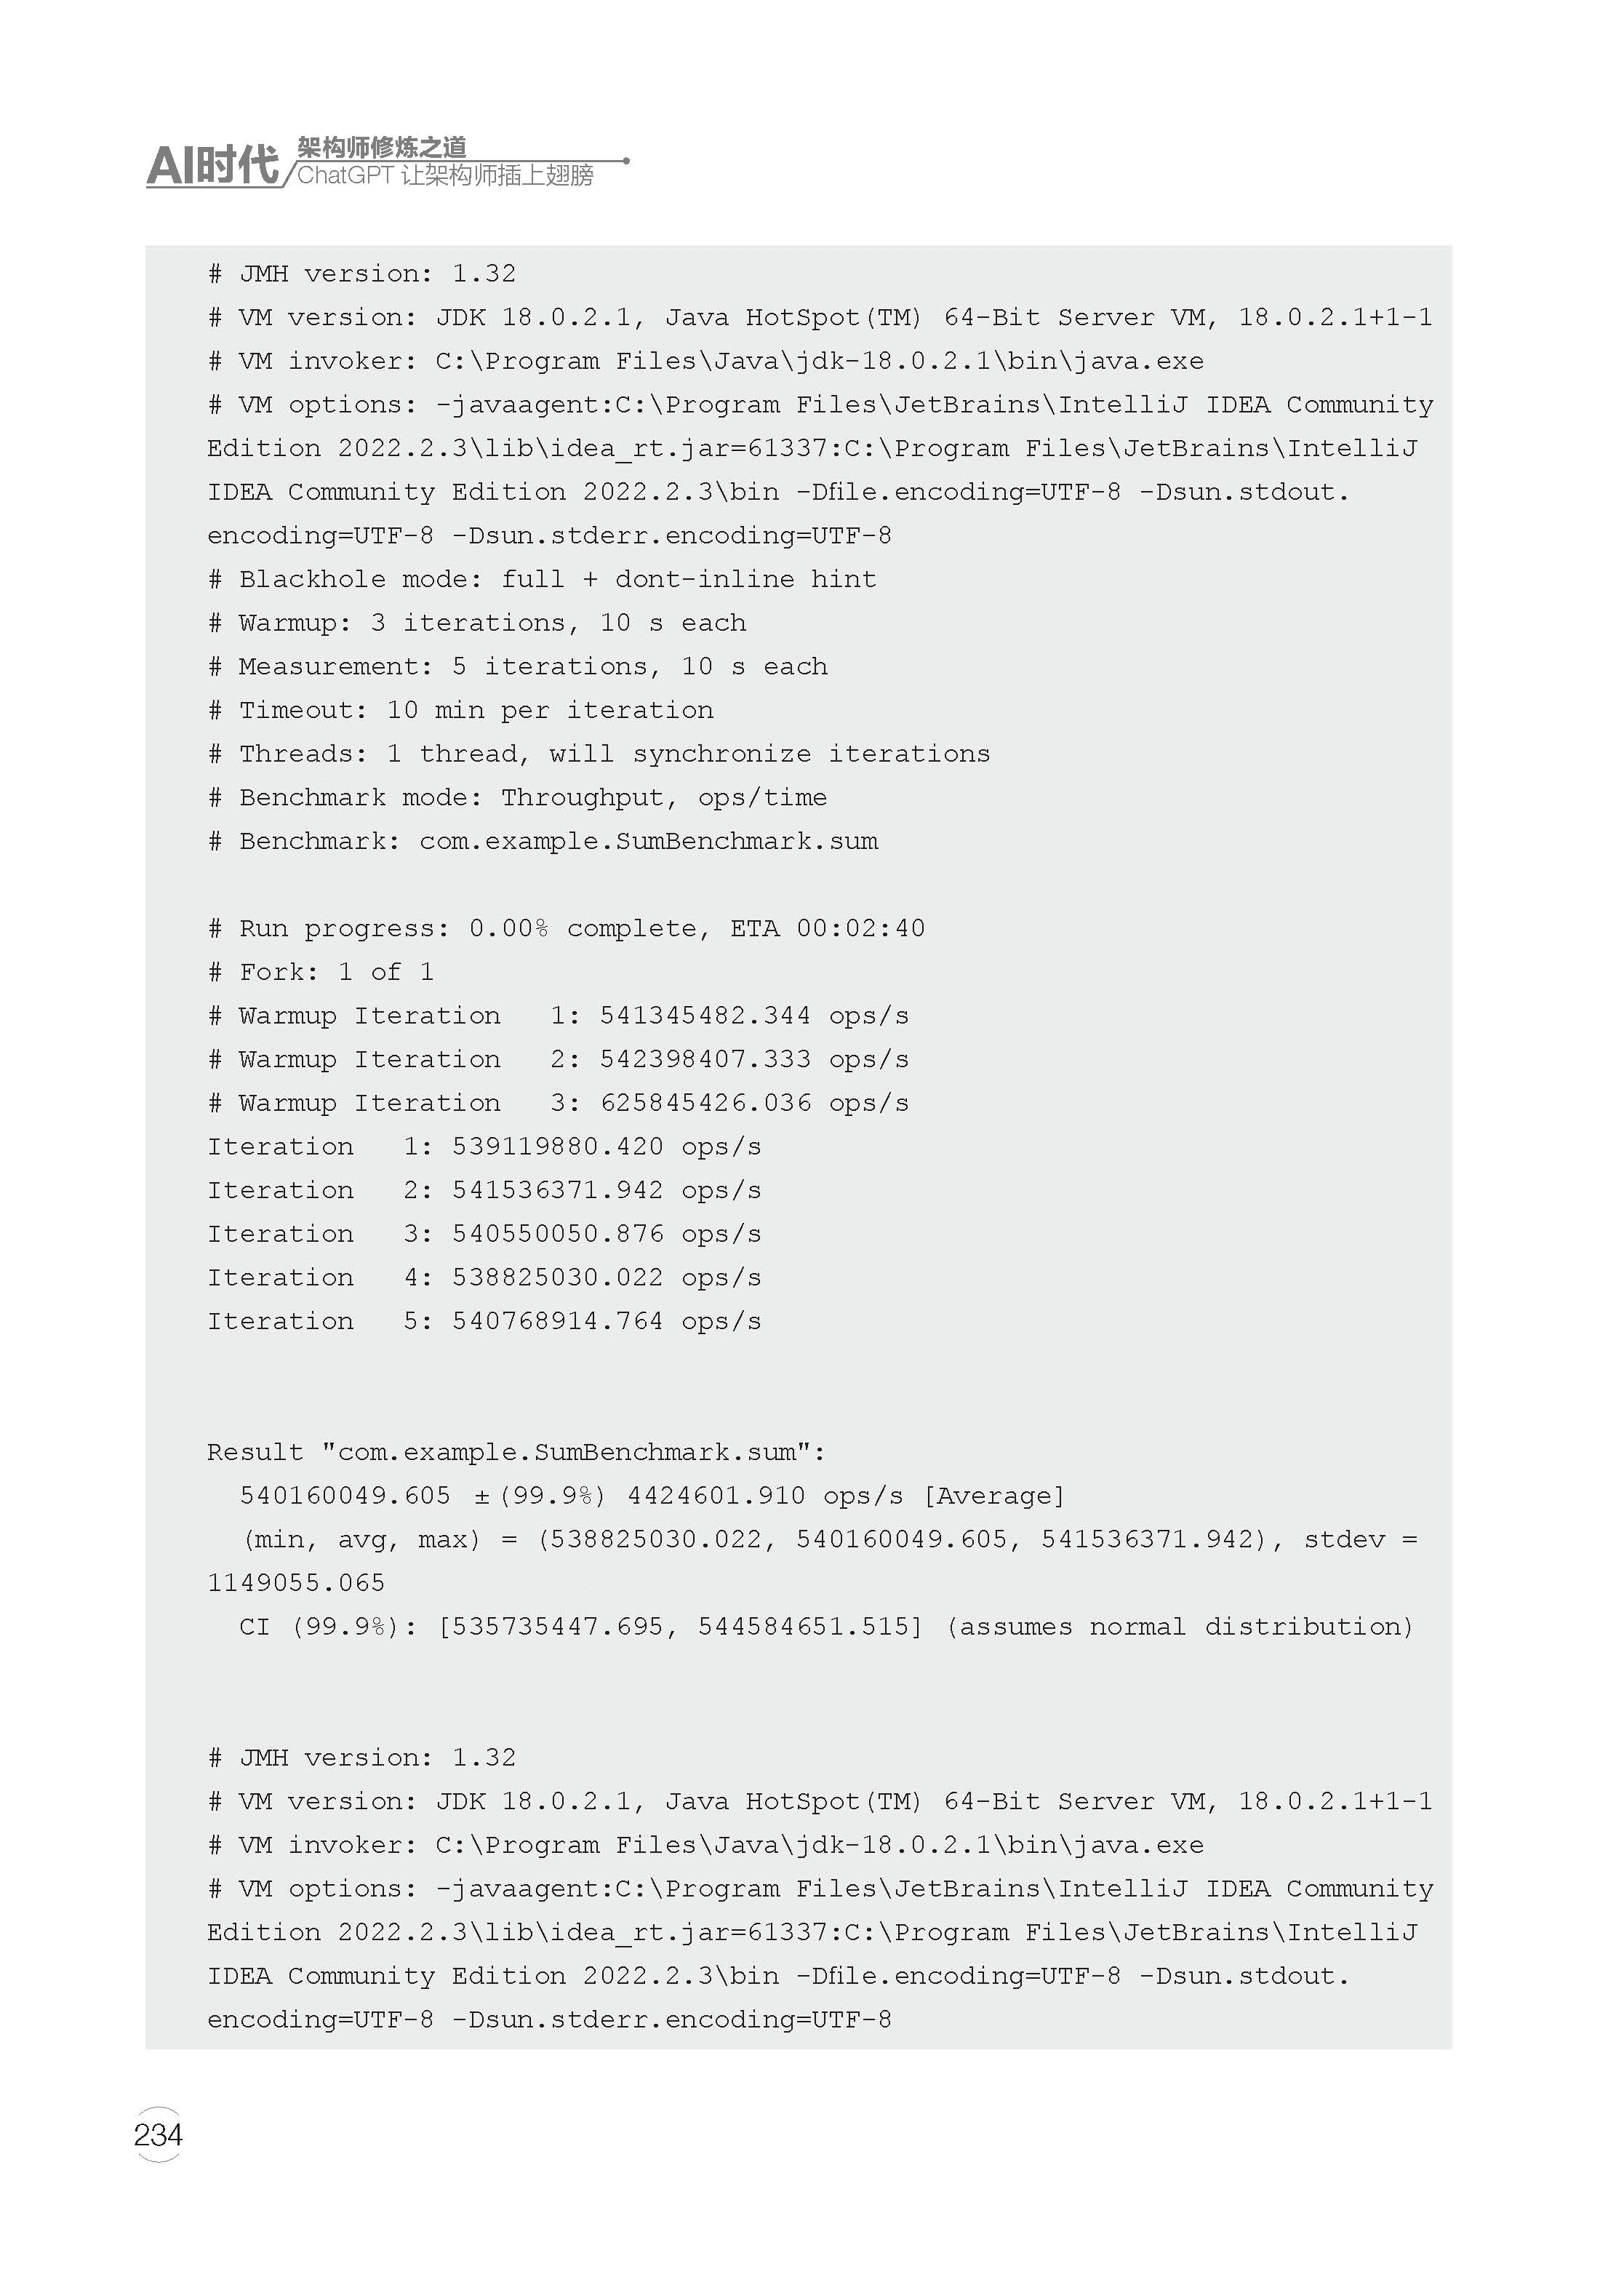 AI时代
架构师修炼之道
ChatGPT 让架构师插上翅膀
# JMH version: 1.32
# VM version: JDK 18.0.2.1, Java HotSpot(TM) 64-Bit Server VM, 18.0.2.1+1-1
# VM invoker: C:\Program Files\Java\jdk-18.0.2.1\bin\java.exe
# VM options: -javaagent:C:\Program Files\JetBrains\IntelliJ IDEA Community
Edition 2022.2.3\lib\idea_rt.jar=61337:C:\Program Files\JetBrains\IntelliJ
IDEA Community Edition 2022.2.3\bin -Dfile.encoding=UTF-8 -Dsun.stdout.
encoding=UTF-8 -Dsun.stderr.encoding=UTF-8
# Blackhole mode: full + dont-inline hint
# Warmup: 3 iterations, 10 s each
# Measurement: 5 iterations, 10 s each
# Timeout: 10 min per iteration
# Threads: 1 thread, will synchronize iterations
# Benchmark mode: Throughput, ops/time
# Benchmark: com.example.SumBenchmark.sum
# Run progress: 0.00% complete, ETA 00:02:40
# Fork: 1 of 1
# Warmup Iteration   1: 541345482.344 ops/s
# Warmup Iteration   2: 542398407.333 ops/s
# Warmup Iteration   3: 625845426.036 ops/s
Iteration   1: 539119880.420 ops/s
Iteration   2: 541536371.942 ops/s
Iteration   3: 540550050.876 ops/s
Iteration   4: 538825030.022 ops/s
Iteration   5: 540768914.764 ops/s
Result "com.example.SumBenchmark.sum":
540160049.605 ±(99.9%) 4424601.910 ops/s [Average]
(min, avg, max) = (538825030.022, 540160049.605, 541536371.942), stdev =
1149055.065
CI (99.9%): [535735447.695, 544584651.515] (assumes normal distribution)
# JMH version: 1.32
# VM version: JDK 18.0.2.1, Java HotSpot(TM) 64-Bit Server VM, 18.0.2.1+1-1
# VM invoker: C:\Program Files\Java\jdk-18.0.2.1\bin\java.exe
# VM options: -javaagent:C:\Program Files\JetBrains\IntelliJ IDEA Community
Edition 2022.2.3\lib\idea_rt.jar=61337:C:\Program Files\JetBrains\IntelliJ
IDEA Community Edition 2022.2.3\bin -Dfile.encoding=UTF-8 -Dsun.stdout.
encoding=UTF-8 -Dsun.stderr.encoding=UTF-8
234